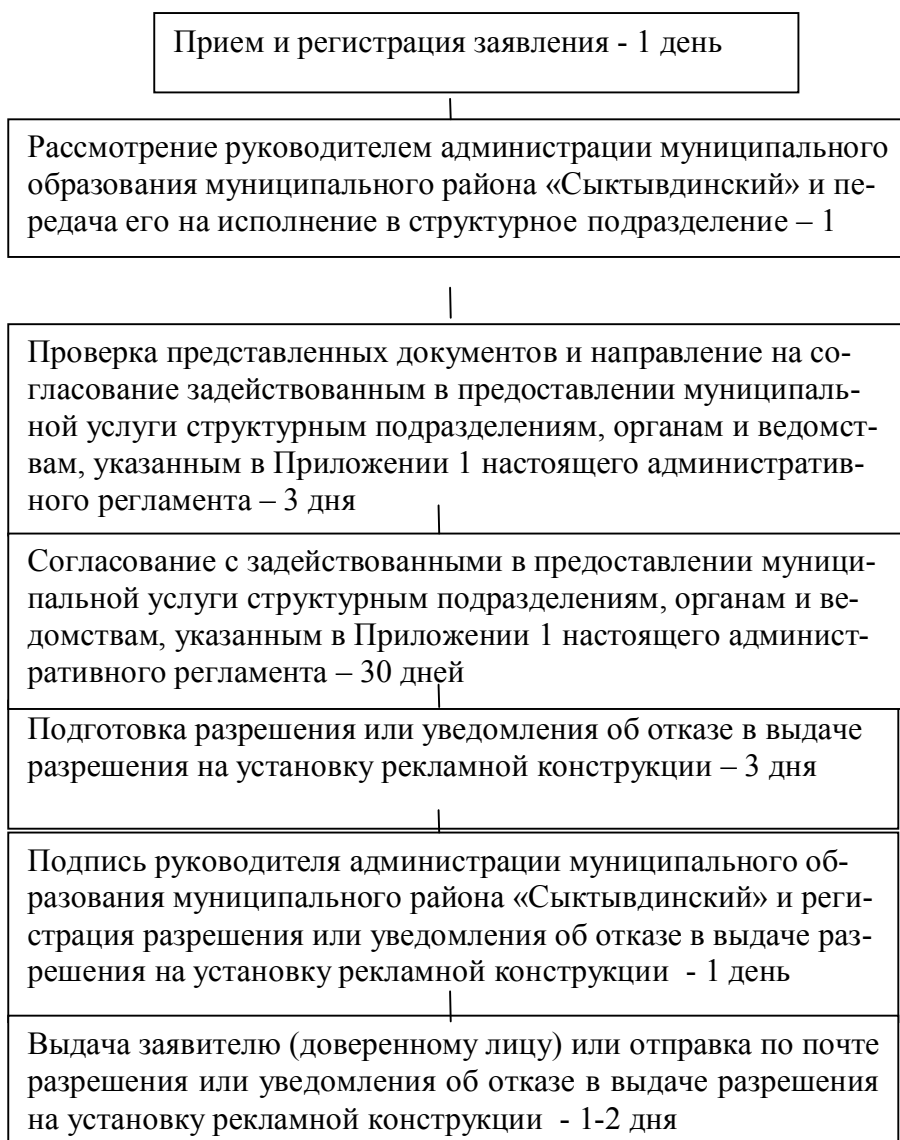 Прием и регистрация заявления - 1 день
Рассмотрение руководителем администрации муниципального
образования муниципального района «Сыктывдинский» и пе-
редача его на исполнение в структурное подразделение – 1
Проверка представленных документов и направление на со-
гласование задействованным в предоставлении муниципаль-
ной услуги структурным подразделениям, органам и ведомст-
вам, указанным в Приложении 1 настоящего административ-
ного регламента – 3 дня
Согласование с задействованными в предоставлении муници-
пальной услуги структурным подразделениям, органам и ве-
домствам, указанным в Приложении 1 настоящего админист-
ративного регламента – 30 дней
Подготовка разрешения или уведомления об отказе в выдаче
разрешения на установку рекламной конструкции – 3 дня
Подпись руководителя администрации муниципального об-
разования муниципального район «Сыктывдинский» и реги-
страция разрешения или уведомления об отказе в выдаче раз-
решения на установку рекламной конструкции - 1 день
Выдача заявителю (доверенному лицу) или отправка по почте
разрешения или уведомления об отказе в выдаче разрешения
на установку рекламной конструкции - 1-2 дня